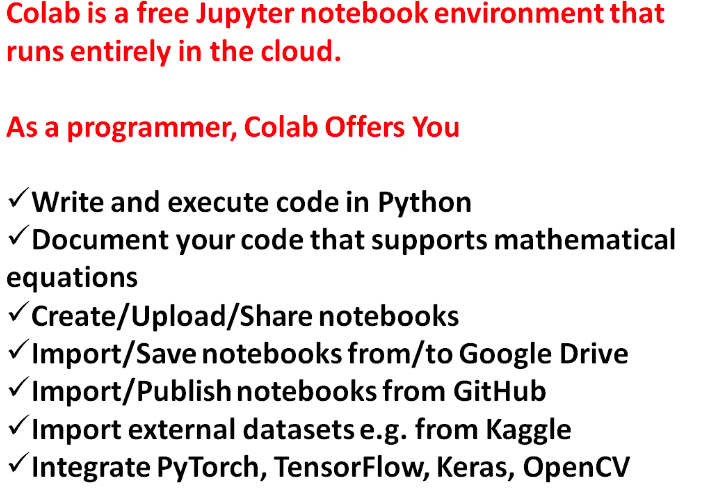 Colab is a free Jupyter notebook environment that
runs entirely in the cloud.
As a programmer, Colab Offers You
✓Write and execute code in Python
✓Document your code that supports mathematical
equations
✓Create/Upload/Share notebooks
✓Import/Save notebooks from/to Google Drive
✓Import/Publish notebooks from GitHub
✓Import external datasets e.g. from Kaggle
✓Integrate PyTorch, TensorFlow, Keras, OpenCV